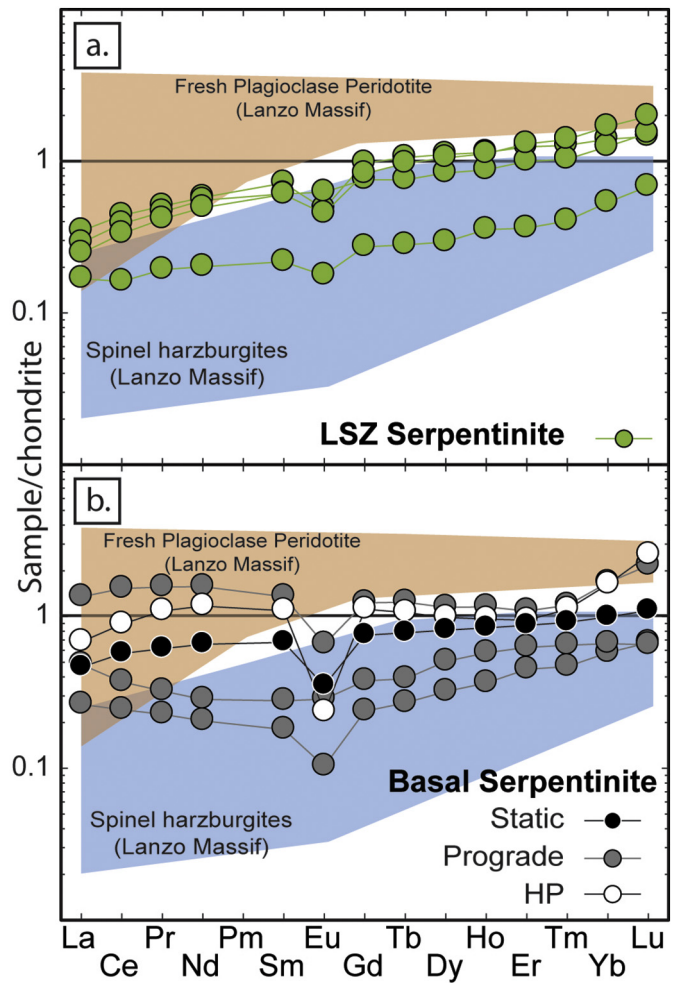 a.
Fresh Plagioclase Peridotite
(Lanzo Massif)
1
0.1
Spinel harzburgites
(Lanzo Massif)
LSZ Serpentinite
Sample/chondrite
b.
Fresh Plagioclase Peridotite
(Lanzo Massif)
1
0.1
Basal Serpentinite
Static
Prograde
HP
Spinel harzburgites
(Lanzo Massif)
La Pr Pm Eu Tb Ho Tm Lu
Ce Nd Sm Gd Dy Er Yb